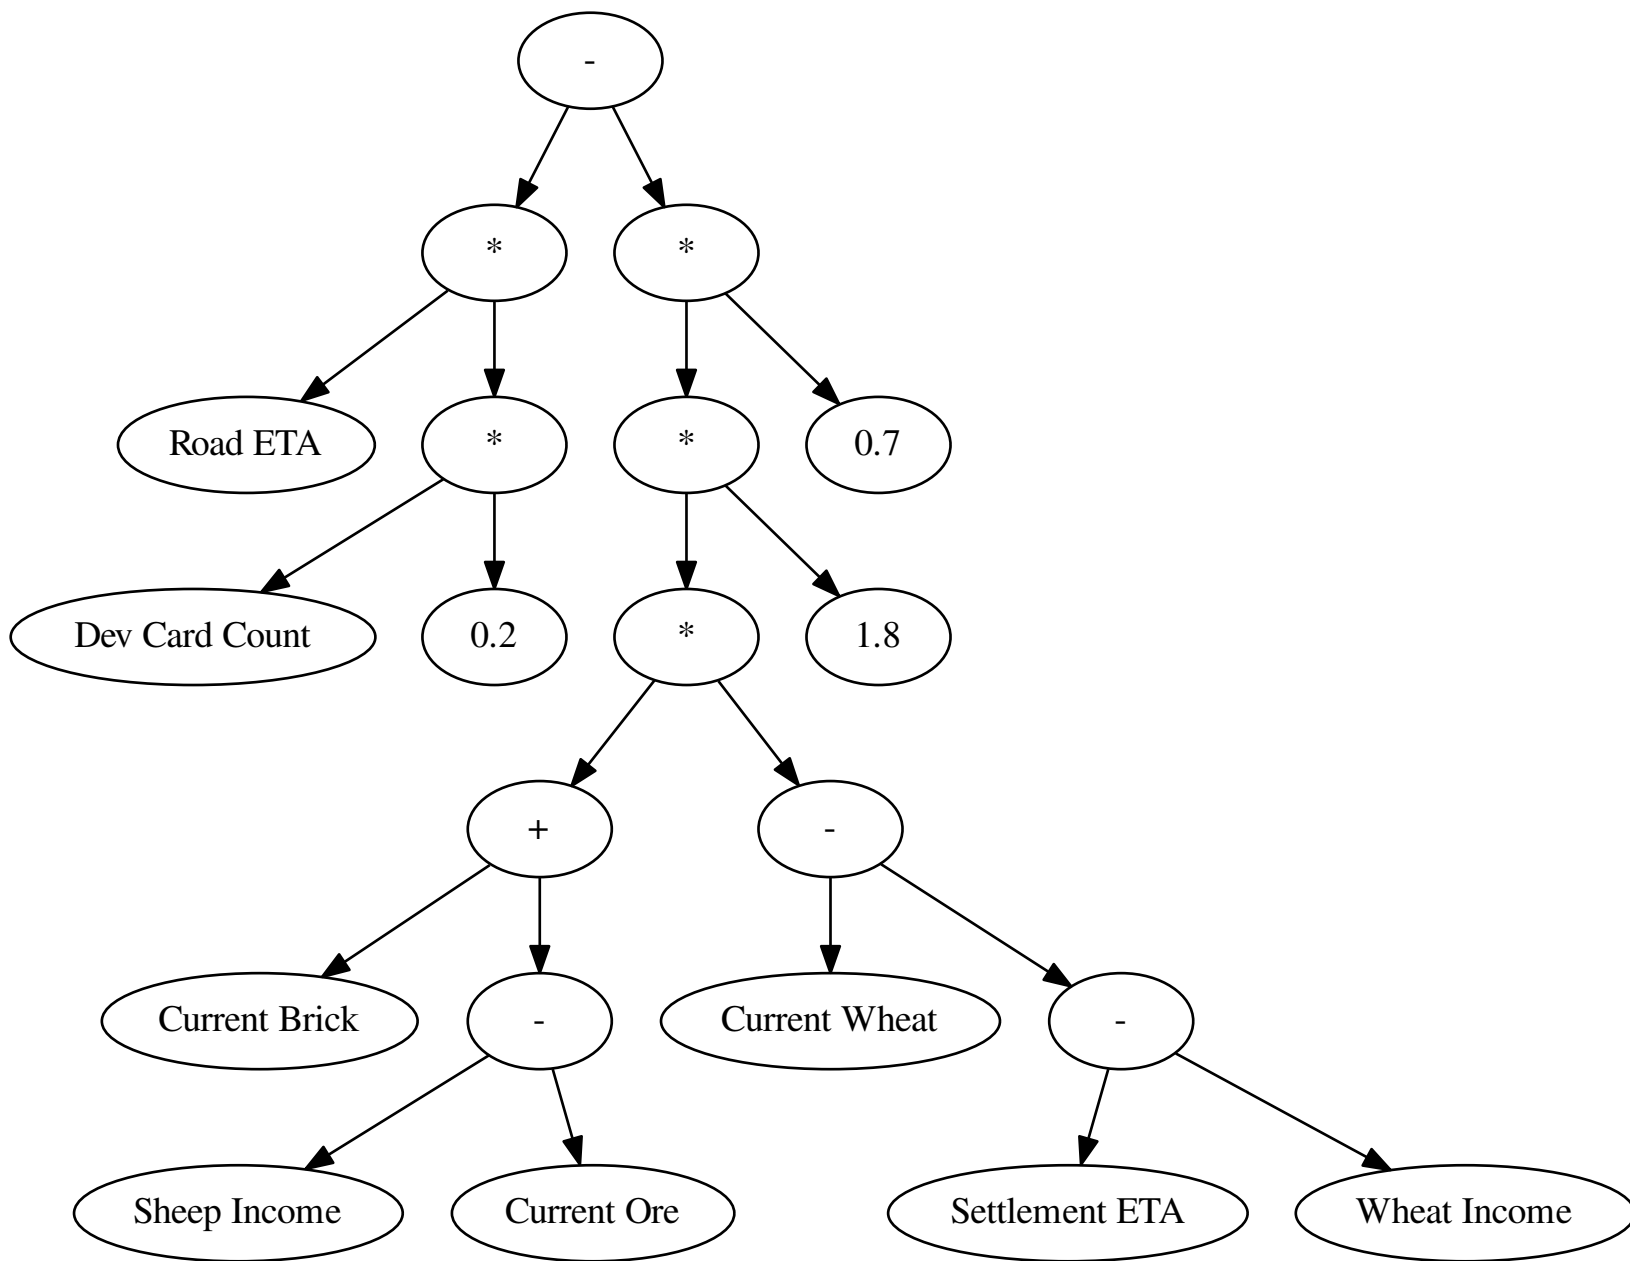 -
* *
Road ETA * * 0.7
Dev Card Count 0.2 * 1.8
+ -
Current Brick - Current Wheat -
Sheep Income Current Ore Settlement ETA Wheat Income